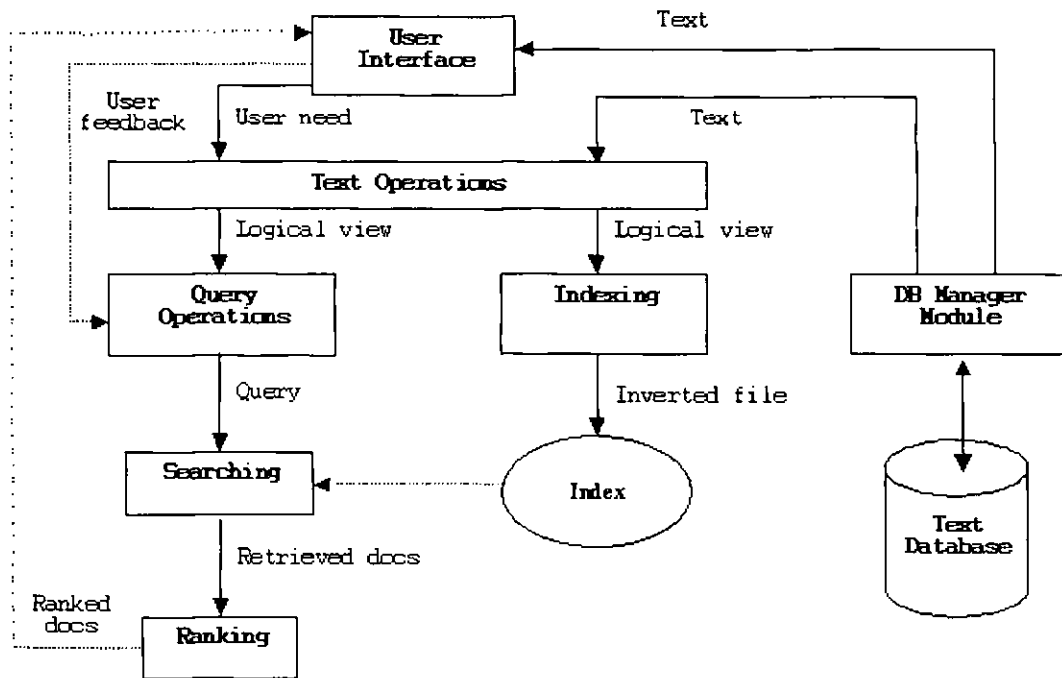 Text
User
Interface
User
feedback
User need
Text
Text Operations
Logical view
Logical view
Query
Operations
Indexing
DB Manager
Module
Query
Inverted file
Searching
Index
Text
Database
Retrieved docs
Ranked
docs
Ranking